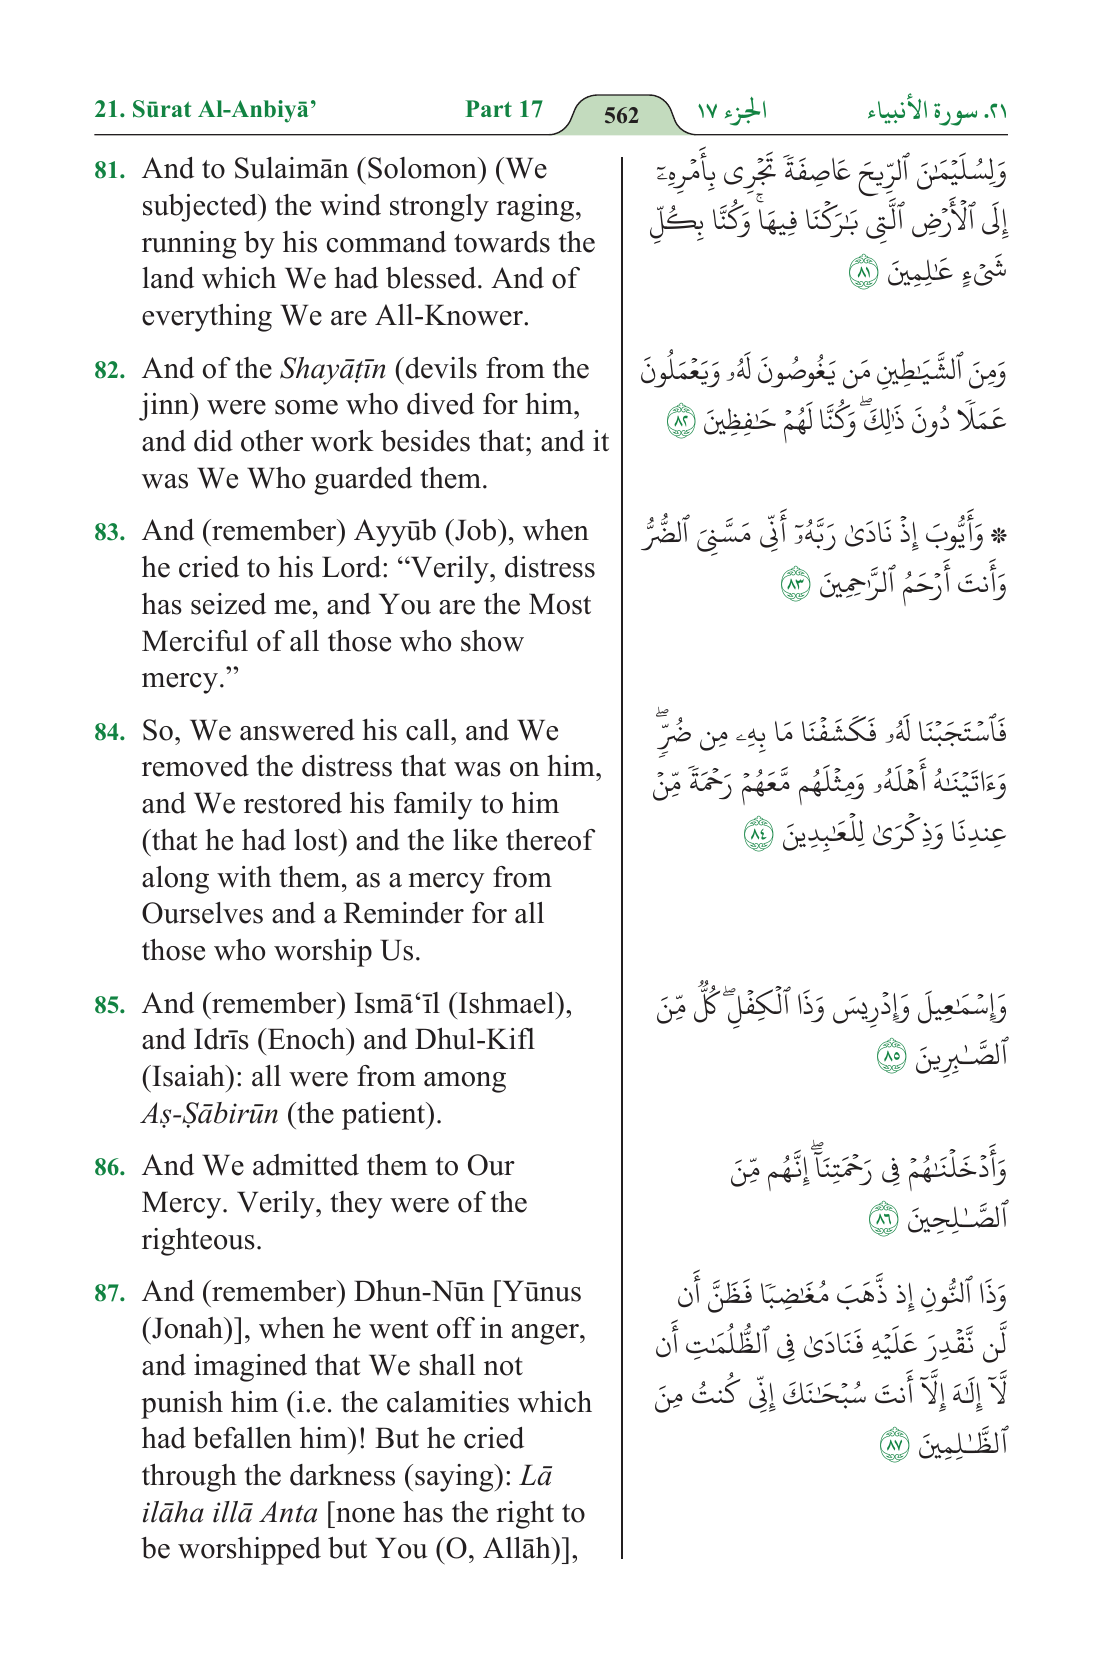 21. Sūrat Al-Anbiyā’
Part 17
562
الجزء ١٧
٢١. سورة الأنبياء
81. And to Sulaimān (Solomon) (We
subjected) the wind strongly raging,
running by his command towards the
land which We had blessed. And of
everything We are All-Knower.
82. And of the Shayāṭīn (devils from the
jinn) were some who dived for him,
and did other work besides that; and it
was We Who guarded them.
83. And (remember) Ayyūb (Job), when
he cried to his Lord: “Verily, distress
has seized me, and You are the Most
Merciful of all those who show
mercy.”
84. So, We answered his call, and We
removed the distress that was on him,
and We restored his family to him
(that he had lost) and the like thereof
along with them, as a mercy from
Ourselves and a Reminder for all
those who worship Us.
85. And (remember) Ismā‘īl (Ishmael),
and Idrīs (Enoch) and Dhul-Kifl
(Isaiah): all were from among
Aṣ-Ṣābirūn (the patient).
86. And We admitted them to Our
Mercy. Verily, they were of the
righteous.
87. And (remember) Dhun-Nūn [Yūnus
(Jonah)], when he went off in anger,
and imagined that We shall not
punish him (i.e. the calamities which
had befallen him)! But he cried
through the darkness (saying): Lā
ilāha illā Anta [none has the right to
be worshipped but You (O, Allāh)],
وَلِسُلَيْمَـٰنَ ٱلرِّيحَ عَاصِفَةً تَجْرِى بِأَمْرِهِۦٓ
إِلَى ٱلْأَرْضِ ٱلَّتِى بَـٰرَكْنَا فِيهَا ۚ وَكُنَّا بِكُلِّ
شَىْءٍ عَـٰلِمِينَ ٨١
وَمِنَ ٱلشَّيَـٰطِينِ مَن يَغُوصُونَ لَهُۥ وَيَعْمَلُونَ
عَمَلًا دُونَ ذَٰلِكَ ۖ وَكُنَّا لَهُمْ حَـٰفِظِينَ ٨٢
۞ وَأَيُّوبَ إِذْ نَادَىٰ رَبَّهُۥٓ أَنِّى مَسَّنِىَ ٱلضُّرُّ
وَأَنتَ أَرْحَمُ ٱلرَّٰحِمِينَ ٨٣
فَٱسْتَجَبْنَا لَهُۥ فَكَشَفْنَا مَا بِهِۦ مِن ضُرٍّ ۖ
وَءَاتَيْنَـٰهُ أَهْلَهُۥ وَمِثْلَهُم مَّعَهُمْ رَحْمَةً مِّنْ
عِندِنَا وَذِكْرَىٰ لِلْعَـٰبِدِينَ ٨٤
وَإِسْمَـٰعِيلَ وَإِدْرِيسَ وَذَا ٱلْكِفْلِ ۖ كُلٌّ مِّنَ
ٱلصَّـٰبِرِينَ ٨٥
وَأَدْخَلْنَـٰهُمْ فِى رَحْمَتِنَآ ۖ إِنَّهُم مِّنَ
ٱلصَّـٰلِحِينَ ٨٦
وَذَا ٱلنُّونِ إِذ ذَّهَبَ مُغَـٰضِبًا فَظَنَّ أَن
لَّن نَّقْدِرَ عَلَيْهِ فَنَادَىٰ فِى ٱلظُّلُمَـٰتِ أَن
لَّآ إِلَـٰهَ إِلَّآ أَنتَ سُبْحَـٰنَكَ إِنِّى كُنتُ مِنَ
ٱلظَّـٰلِمِينَ ٨٧